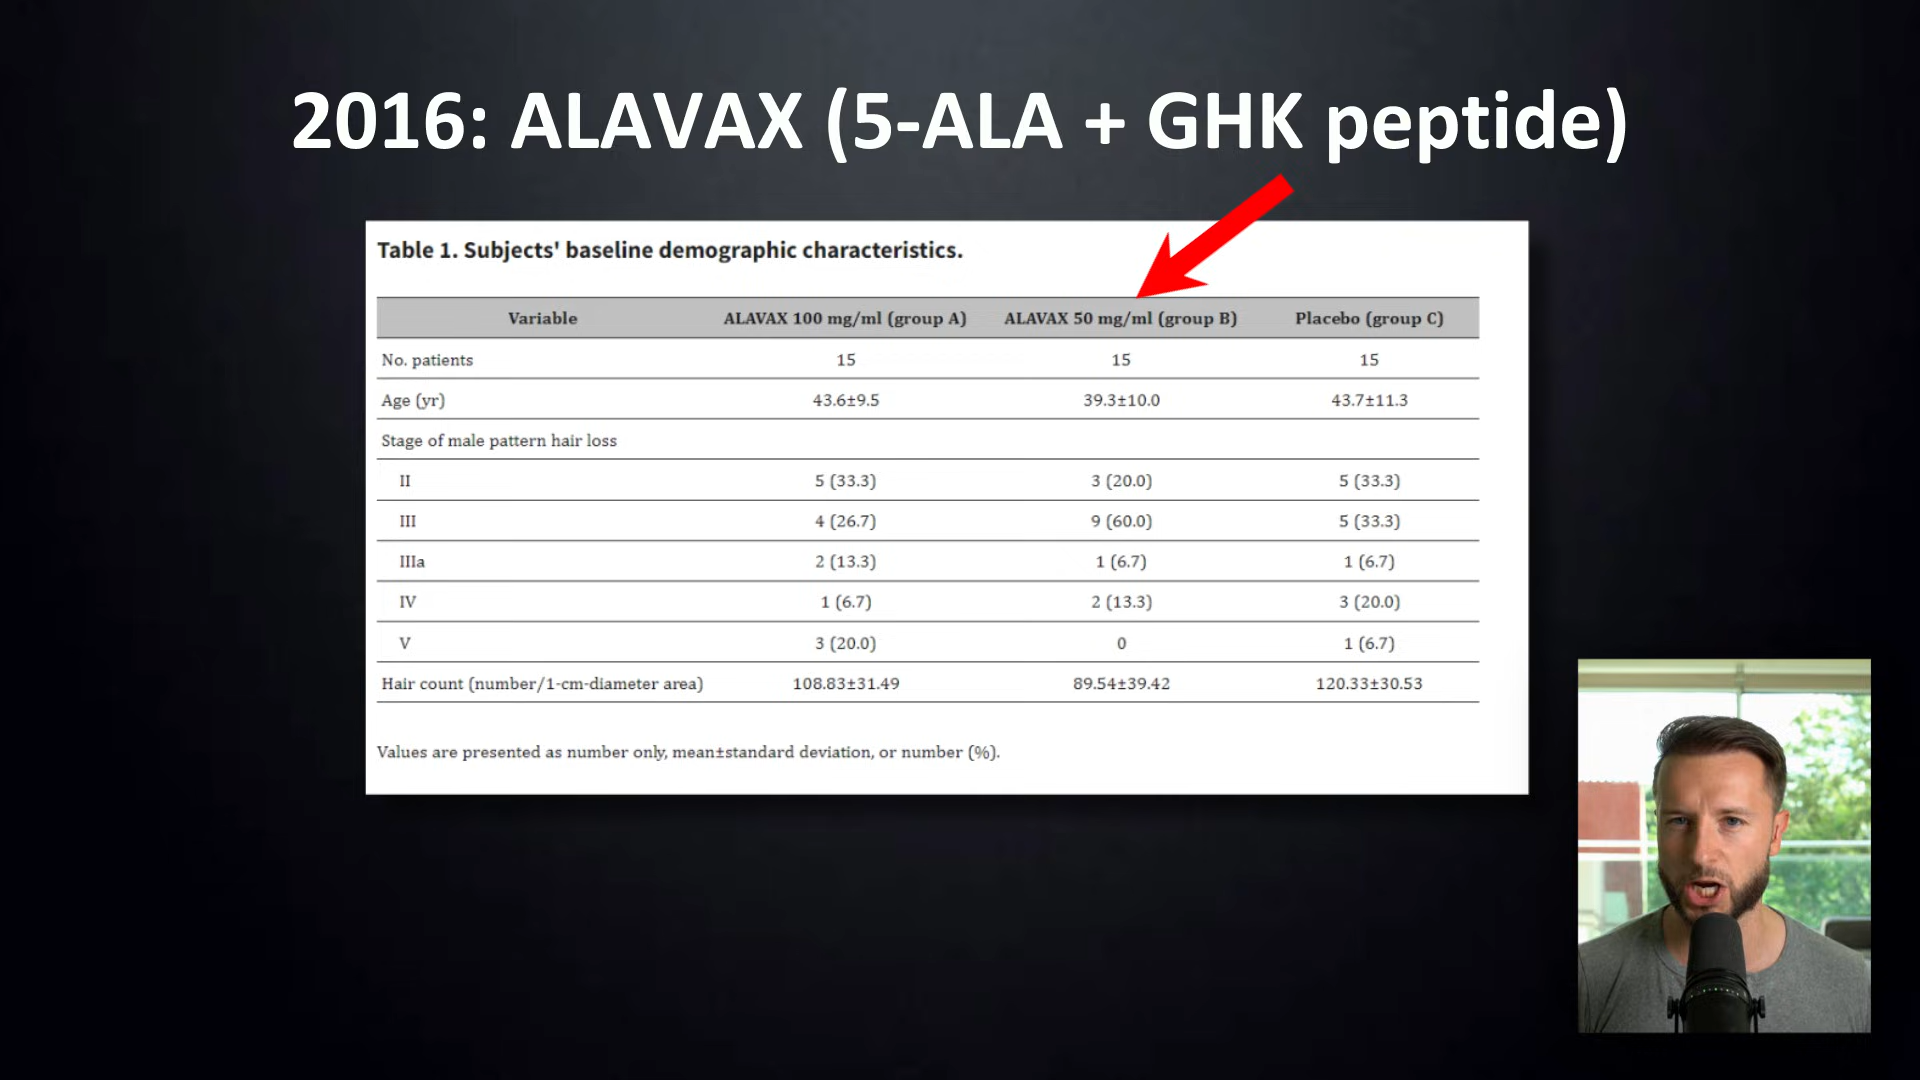 2016: ALAVAX (5-ALA + GHK peptide)
Table 1. Subjects' baseline demographic characteristics.
Variable ALAVAX 100 mg/ml (group A) ALAVAX 50 mg/ml (group B) Placebo (group C)
No. patients 15 15 15
Age (yr) 43.6±9.5 39.3±10.0 43.7±11.3
Stage of male pattern hair loss
II 5 (33.3) 3 (20.0) 5 (33.3)
III 4 (26.7) 9 (60.0) 5 (33.3)
IIIa 2 (13.3) 1 (6.7) 1 (6.7)
IV 1 (6.7) 2 (13.3) 3 (20.0)
V 3 (20.0) 0 1 (6.7)
Hair count (number/1-cm-diameter area) 108.83±31.49 89.54±39.42 120.33±30.53
Values are presented as number only, mean±standard deviation, or number (%).